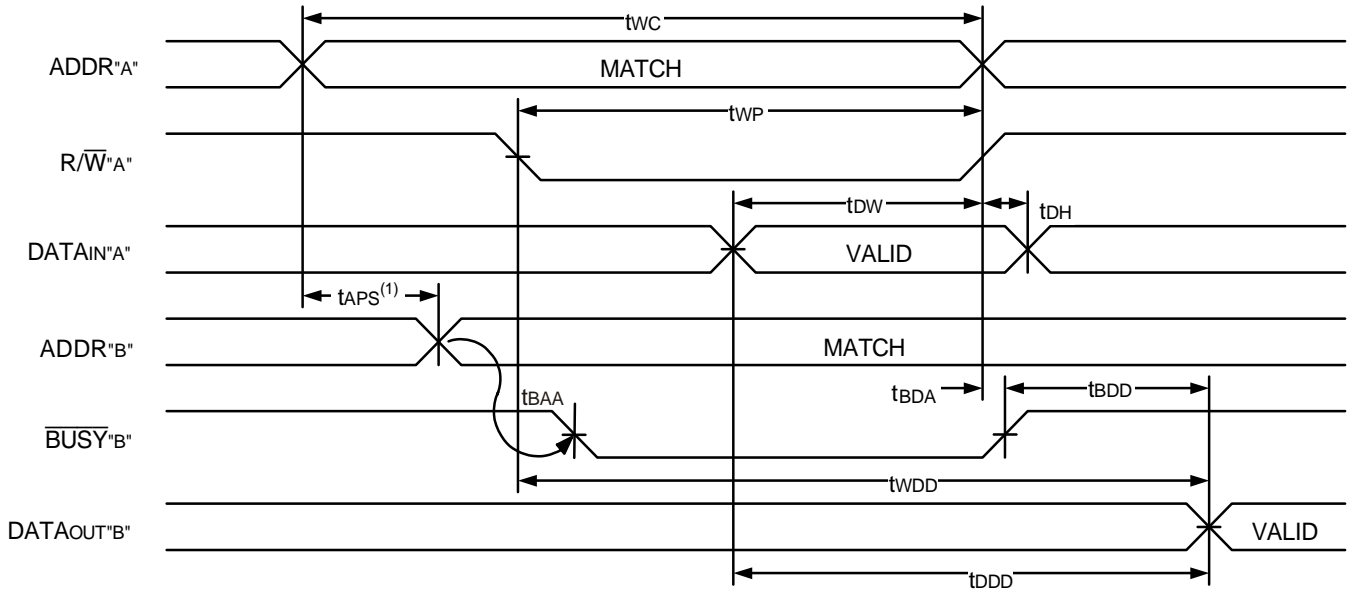 tWC
ADDR"A"
MATCH
tWP
R/W̅"A"
tDW
tDH
DATAIN"A"
VALID
tAPS(1)
ADDR"B"
MATCH
tBAA
tBDA
tBDD
B̅U̅S̅Y̅"B"
tWDD
DATAOUT"B"
VALID
tDDD